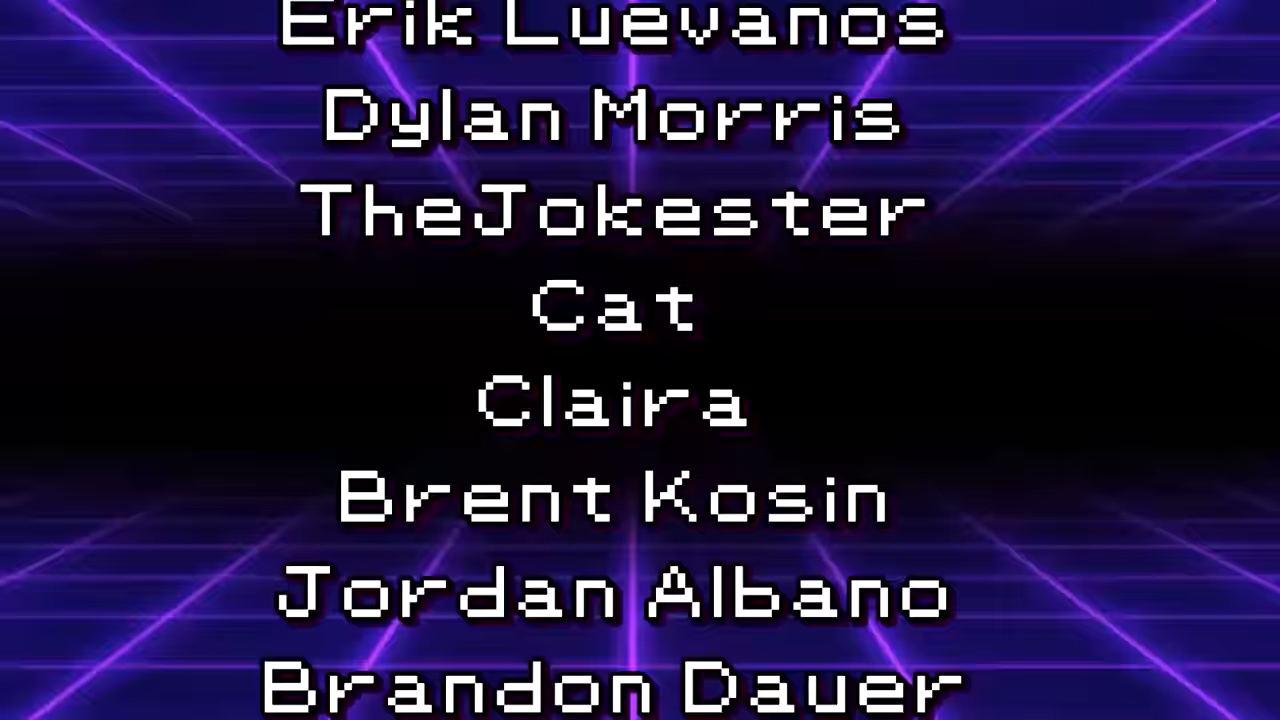 Erik Luevanos
Dylan Morris
TheJokester
Cat
Claira
Brent Kosin
Jordan Albano
Brandon Dauer